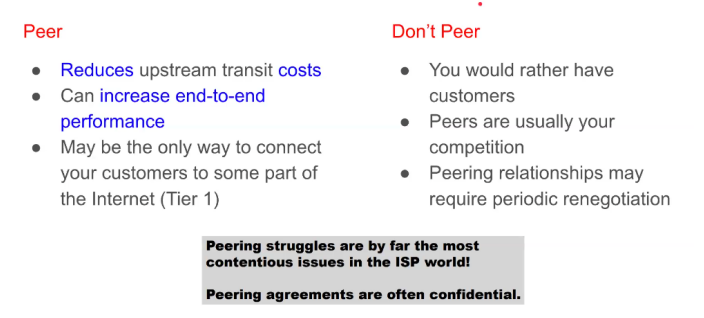 Peer
● Reduces upstream transit costs
● Can increase end-to-end
performance
● May be the only way to connect
your customers to some part of
the Internet (Tier 1)
Don’t Peer
● You would rather have
customers
● Peers are usually your
competition
● Peering relationships may
require periodic renegotiation
Peering struggles are by far the most
contentious issues in the ISP world!
Peering agreements are often confidential.